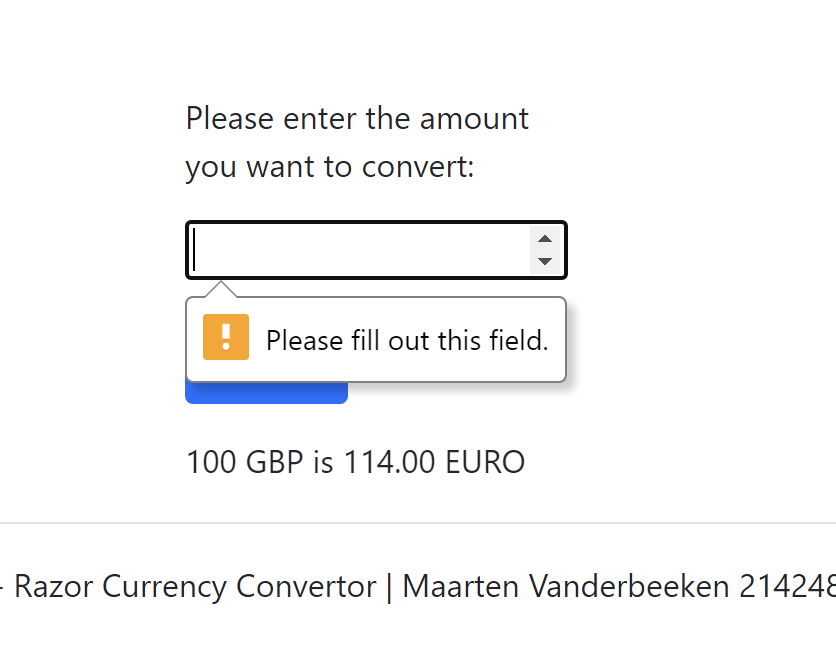 Please enter the amount
you want to convert:
Please fill out this field.
100 GBP is 114.00 EURO
- Razor Currency Convertor | Maarten Vanderbeeken 214248